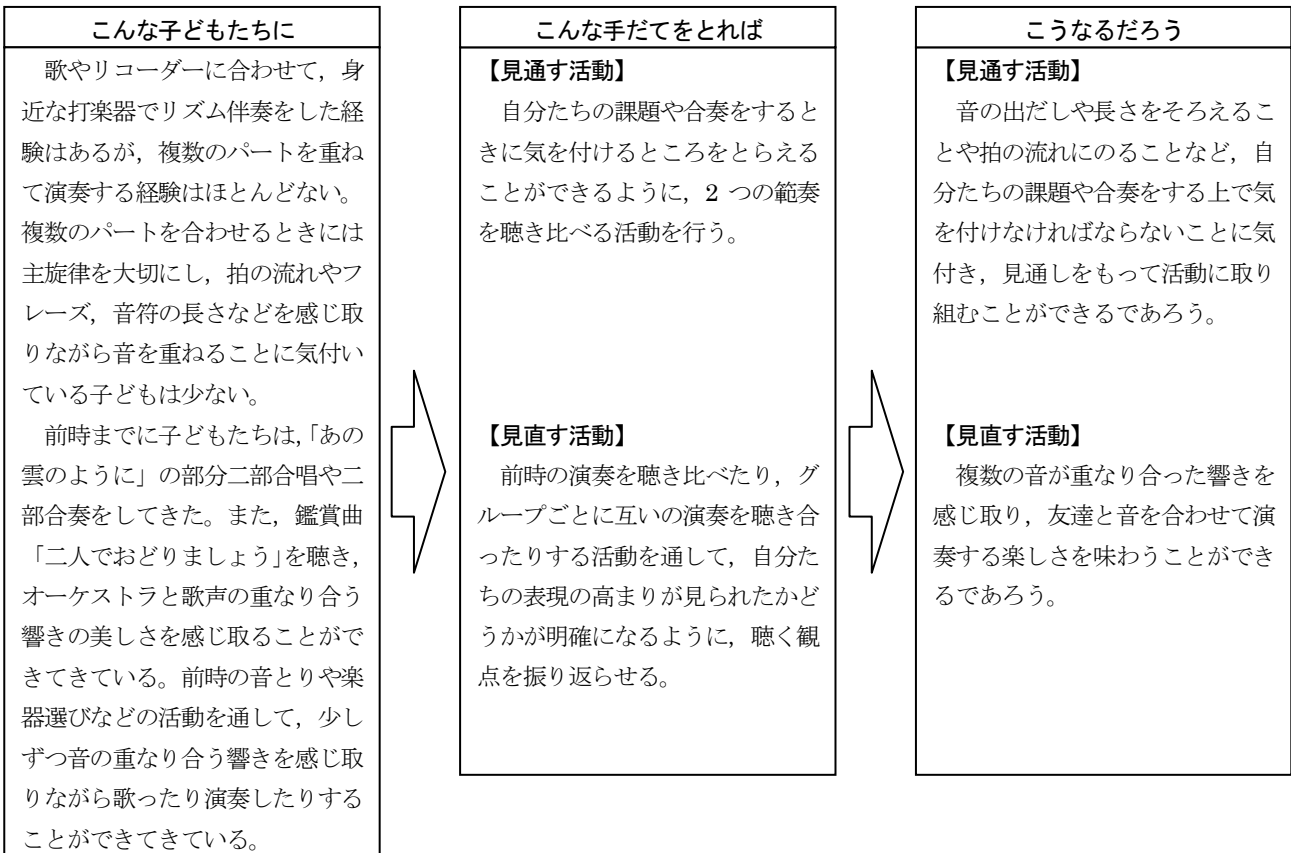 こんな子どもたちに
歌やリコーダーに合わせて，身
近な打楽器でリズム伴奏をした経
験はあるが，複数のパートを重ね
て演奏する経験はほとんどない。
複数のパートを合わせるときには
主旋律を大切にし，拍の流れやフ
レーズ，音符の長さなどを感じ取
りながら音を重ねることに気付い
ている子どもは少ない。
前時までに子どもたちは，「あの
雲のように」の部分二部合唱や二
部合奏をしてきた。また，鑑賞曲
「二人でおどりましょう」を聴き，
オーケストラと歌声の重なり合う
響きの美しさを感じ取ることがで
きてきている。前時の音とりや楽
器選びなどの活動を通して，少し
ずつ音の重なり合う響きを感じ取
りながら歌ったり演奏したりする
ことができてきている。
こんな手だてをとれば
【見通す活動】
自分たちの課題や合奏をすると
きに気を付けるところをとらえる
ことができるように，2 つの範奏
を聴き比べる活動を行う。
【見直す活動】
前時の演奏を聴き比べたり，グ
ループごとに互いの演奏を聴き合
ったりする活動を通して，自分た
ちの表現の高まりが見られたかど
うかが明確になるように，聴く観
点を振り返らせる。
こうなるだろう
【見通す活動】
音の出だしや長さをそろえるこ
とや拍の流れにのることなど，自
分たちの課題や合奏をする上で気
を付けなければならないことに気
付き，見通しをもって活動に取り
組むことができるであろう。
【見直す活動】
複数の音が重なり合った響きを
感じ取り，友達と音を合わせて演
奏する楽しさを味わうことができ
るであろう。